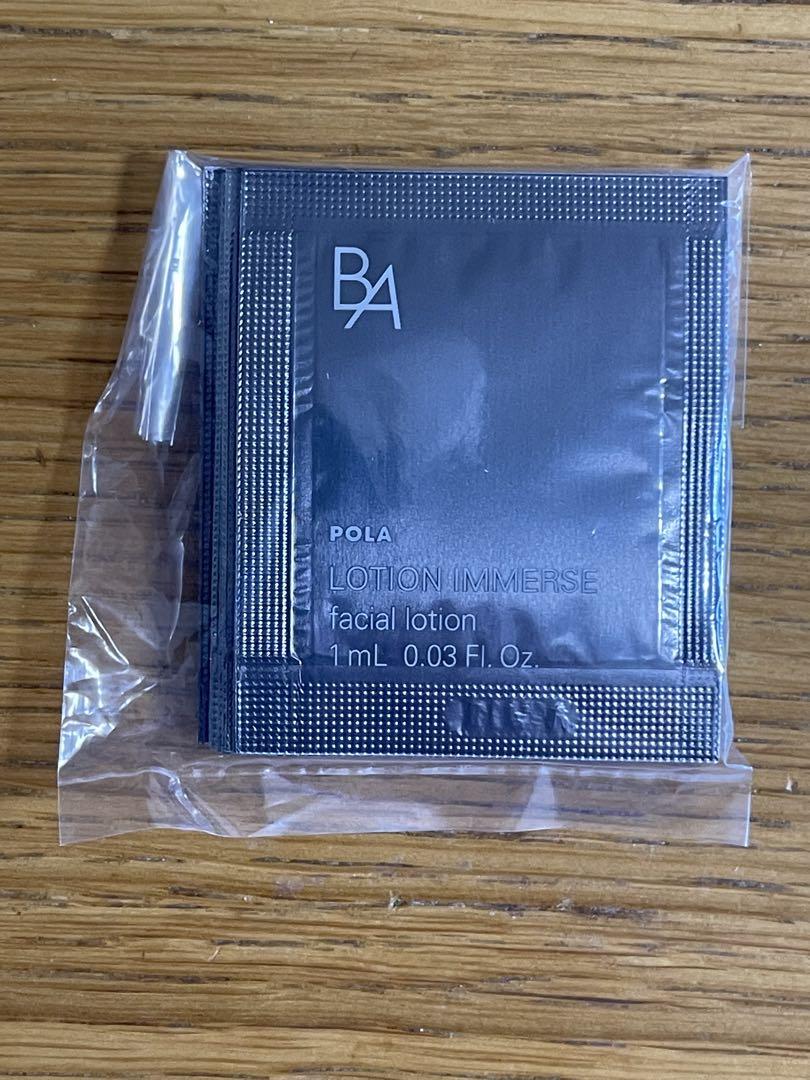 BA
POLA
LOTION IMMERSE
facial lotion
1 mL 0.03 Fl. Oz.